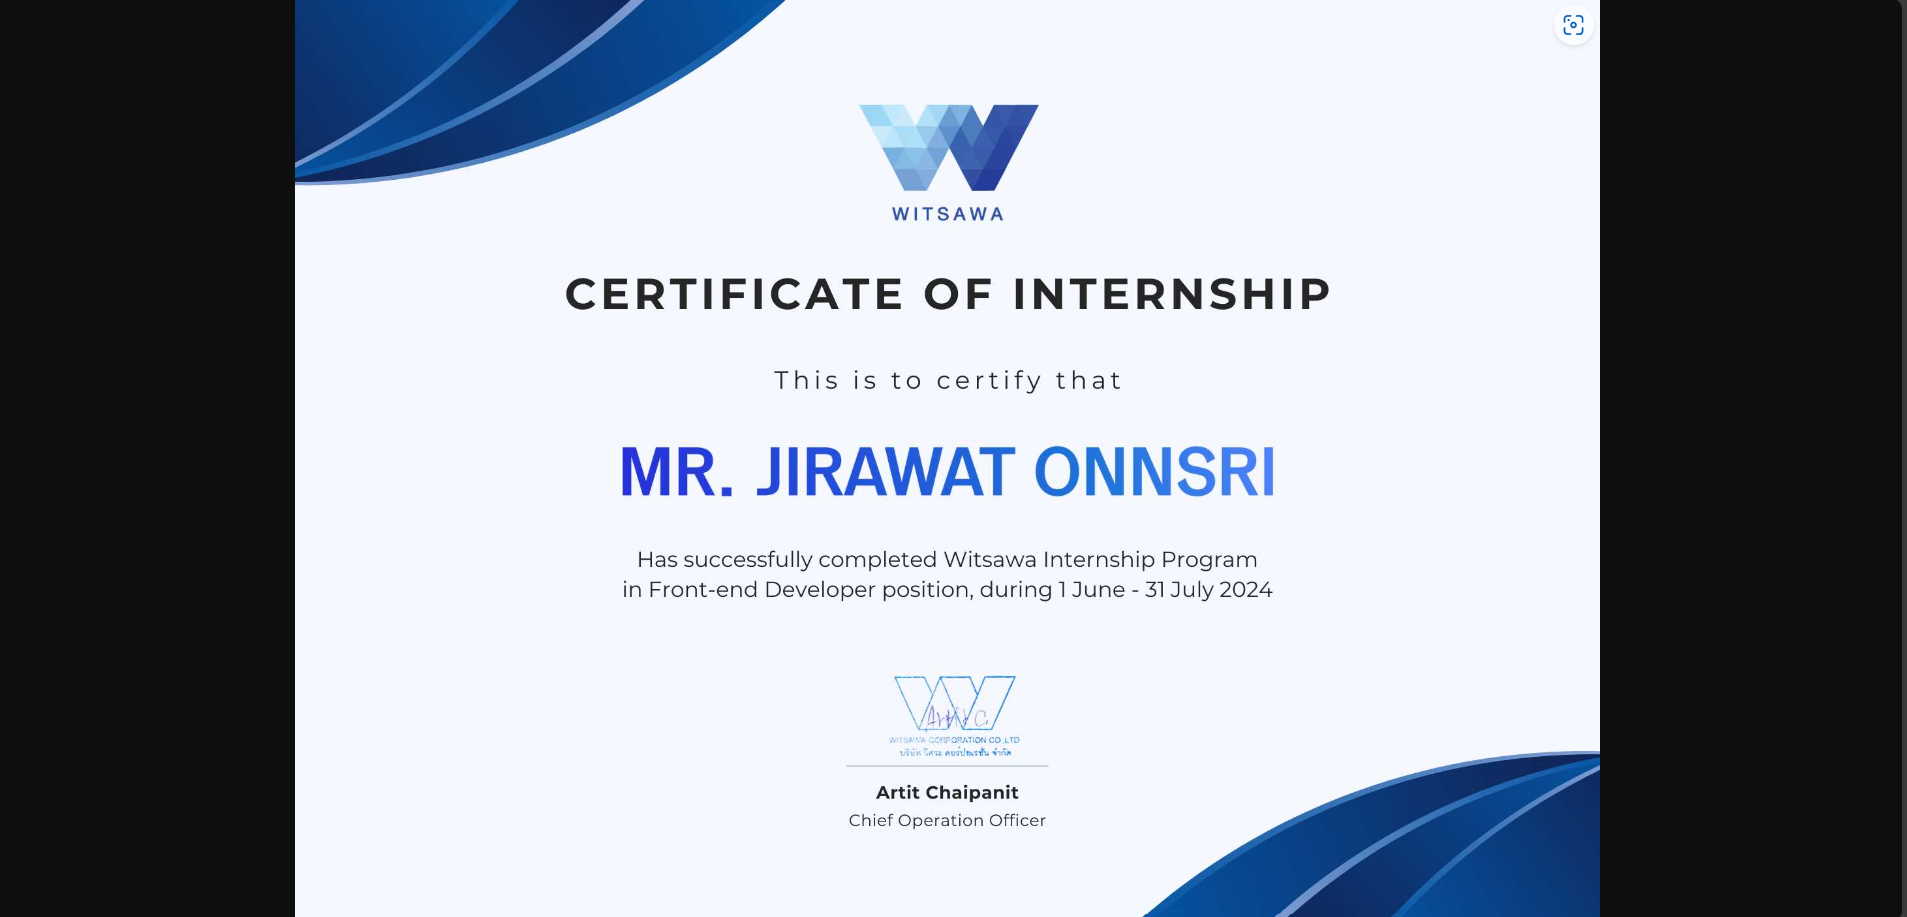 WITSAWA
CERTIFICATE OF INTERNSHIP
This is to certify that
MR. JIRAWAT ONNSRI
Has successfully completed Witsawa Internship Program
in Front-end Developer position, during 1 June - 31 July 2024
Artit C.
WITSAWA CORPORATION CO.,LTD
บริษัท วิศวะ คอร์ปอเรชั่น จำกัด
Artit Chaipanit
Chief Operation Officer